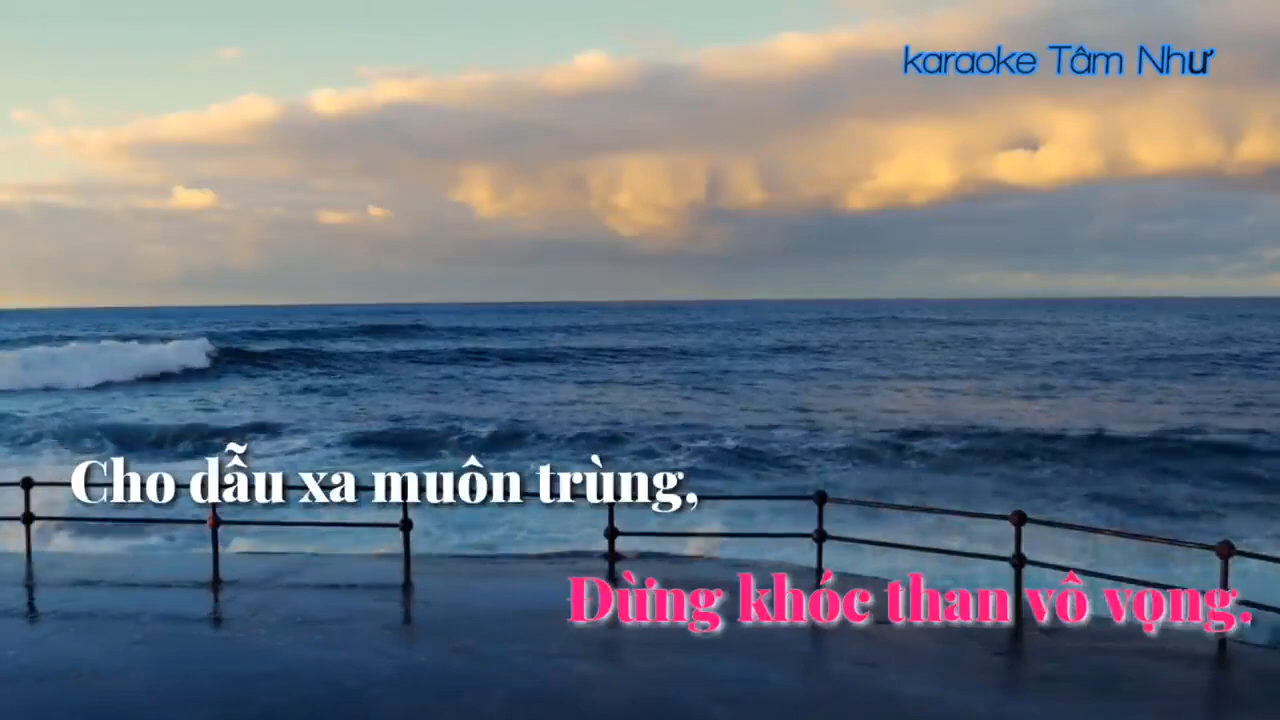 karaoke Tâm Như
Cho dẫu xa muôn trùng,
Đừng khóc than vô vọng.